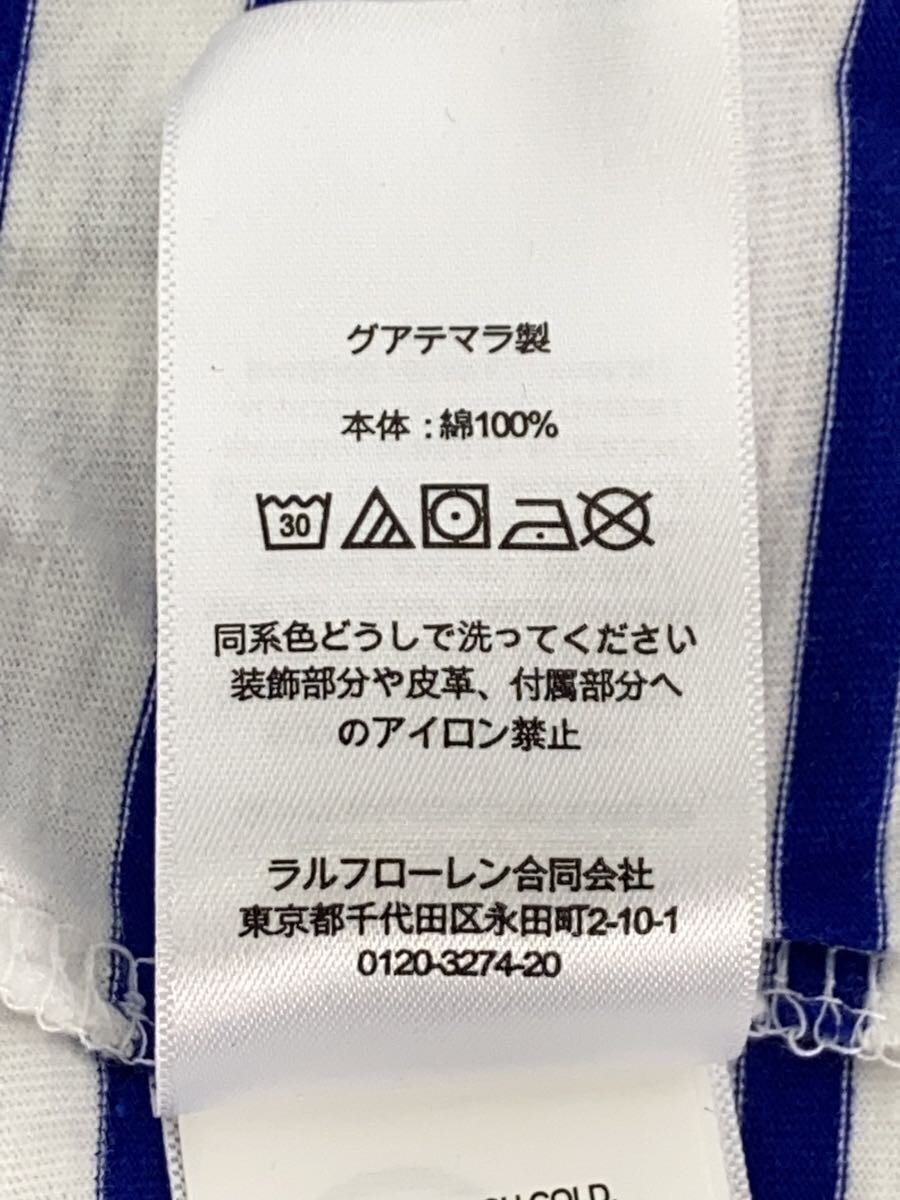 グアテマラ製
本体 : 綿100%
30
同系色どうしで洗ってください
装飾部分や皮革、付属部分へ
のアイロン禁止
ラルフローレン合同会社
東京都千代田区永田町2-10-1
0120-3274-20
COLD.